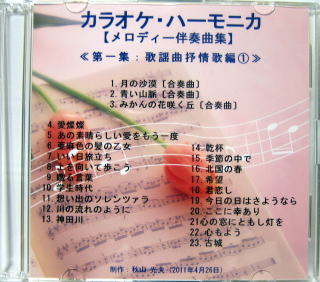 カラオケ・ハーモニカ
【メロディー伴奏曲集】
≪第一集：歌謡曲抒情歌編①≫
1. 月の沙漠〔合奏曲〕
2. 青い山脈〔合奏曲〕
3. みかんの花咲く丘〔合奏曲〕
4. 愛燦燦
5. あの素晴らしい愛をもう一度
6. 亜麻色の髪の乙女
7. いい日旅立ち
8. 上を向いて歩こう
9. 贈る言葉
10. 学生時代
11. 想い出のソレンツァラ
12. 川の流れのように
13. 神田川
14. 乾杯
15. 季節の中で
16. 北国の春
17. 希望
18. 君恋し
19. 今日の日はさようなら
20. ここに幸あり
21心の窓にともし灯を
22. 心もよう
23. 古城
制作：秋山 光夫（2011年4月26日）